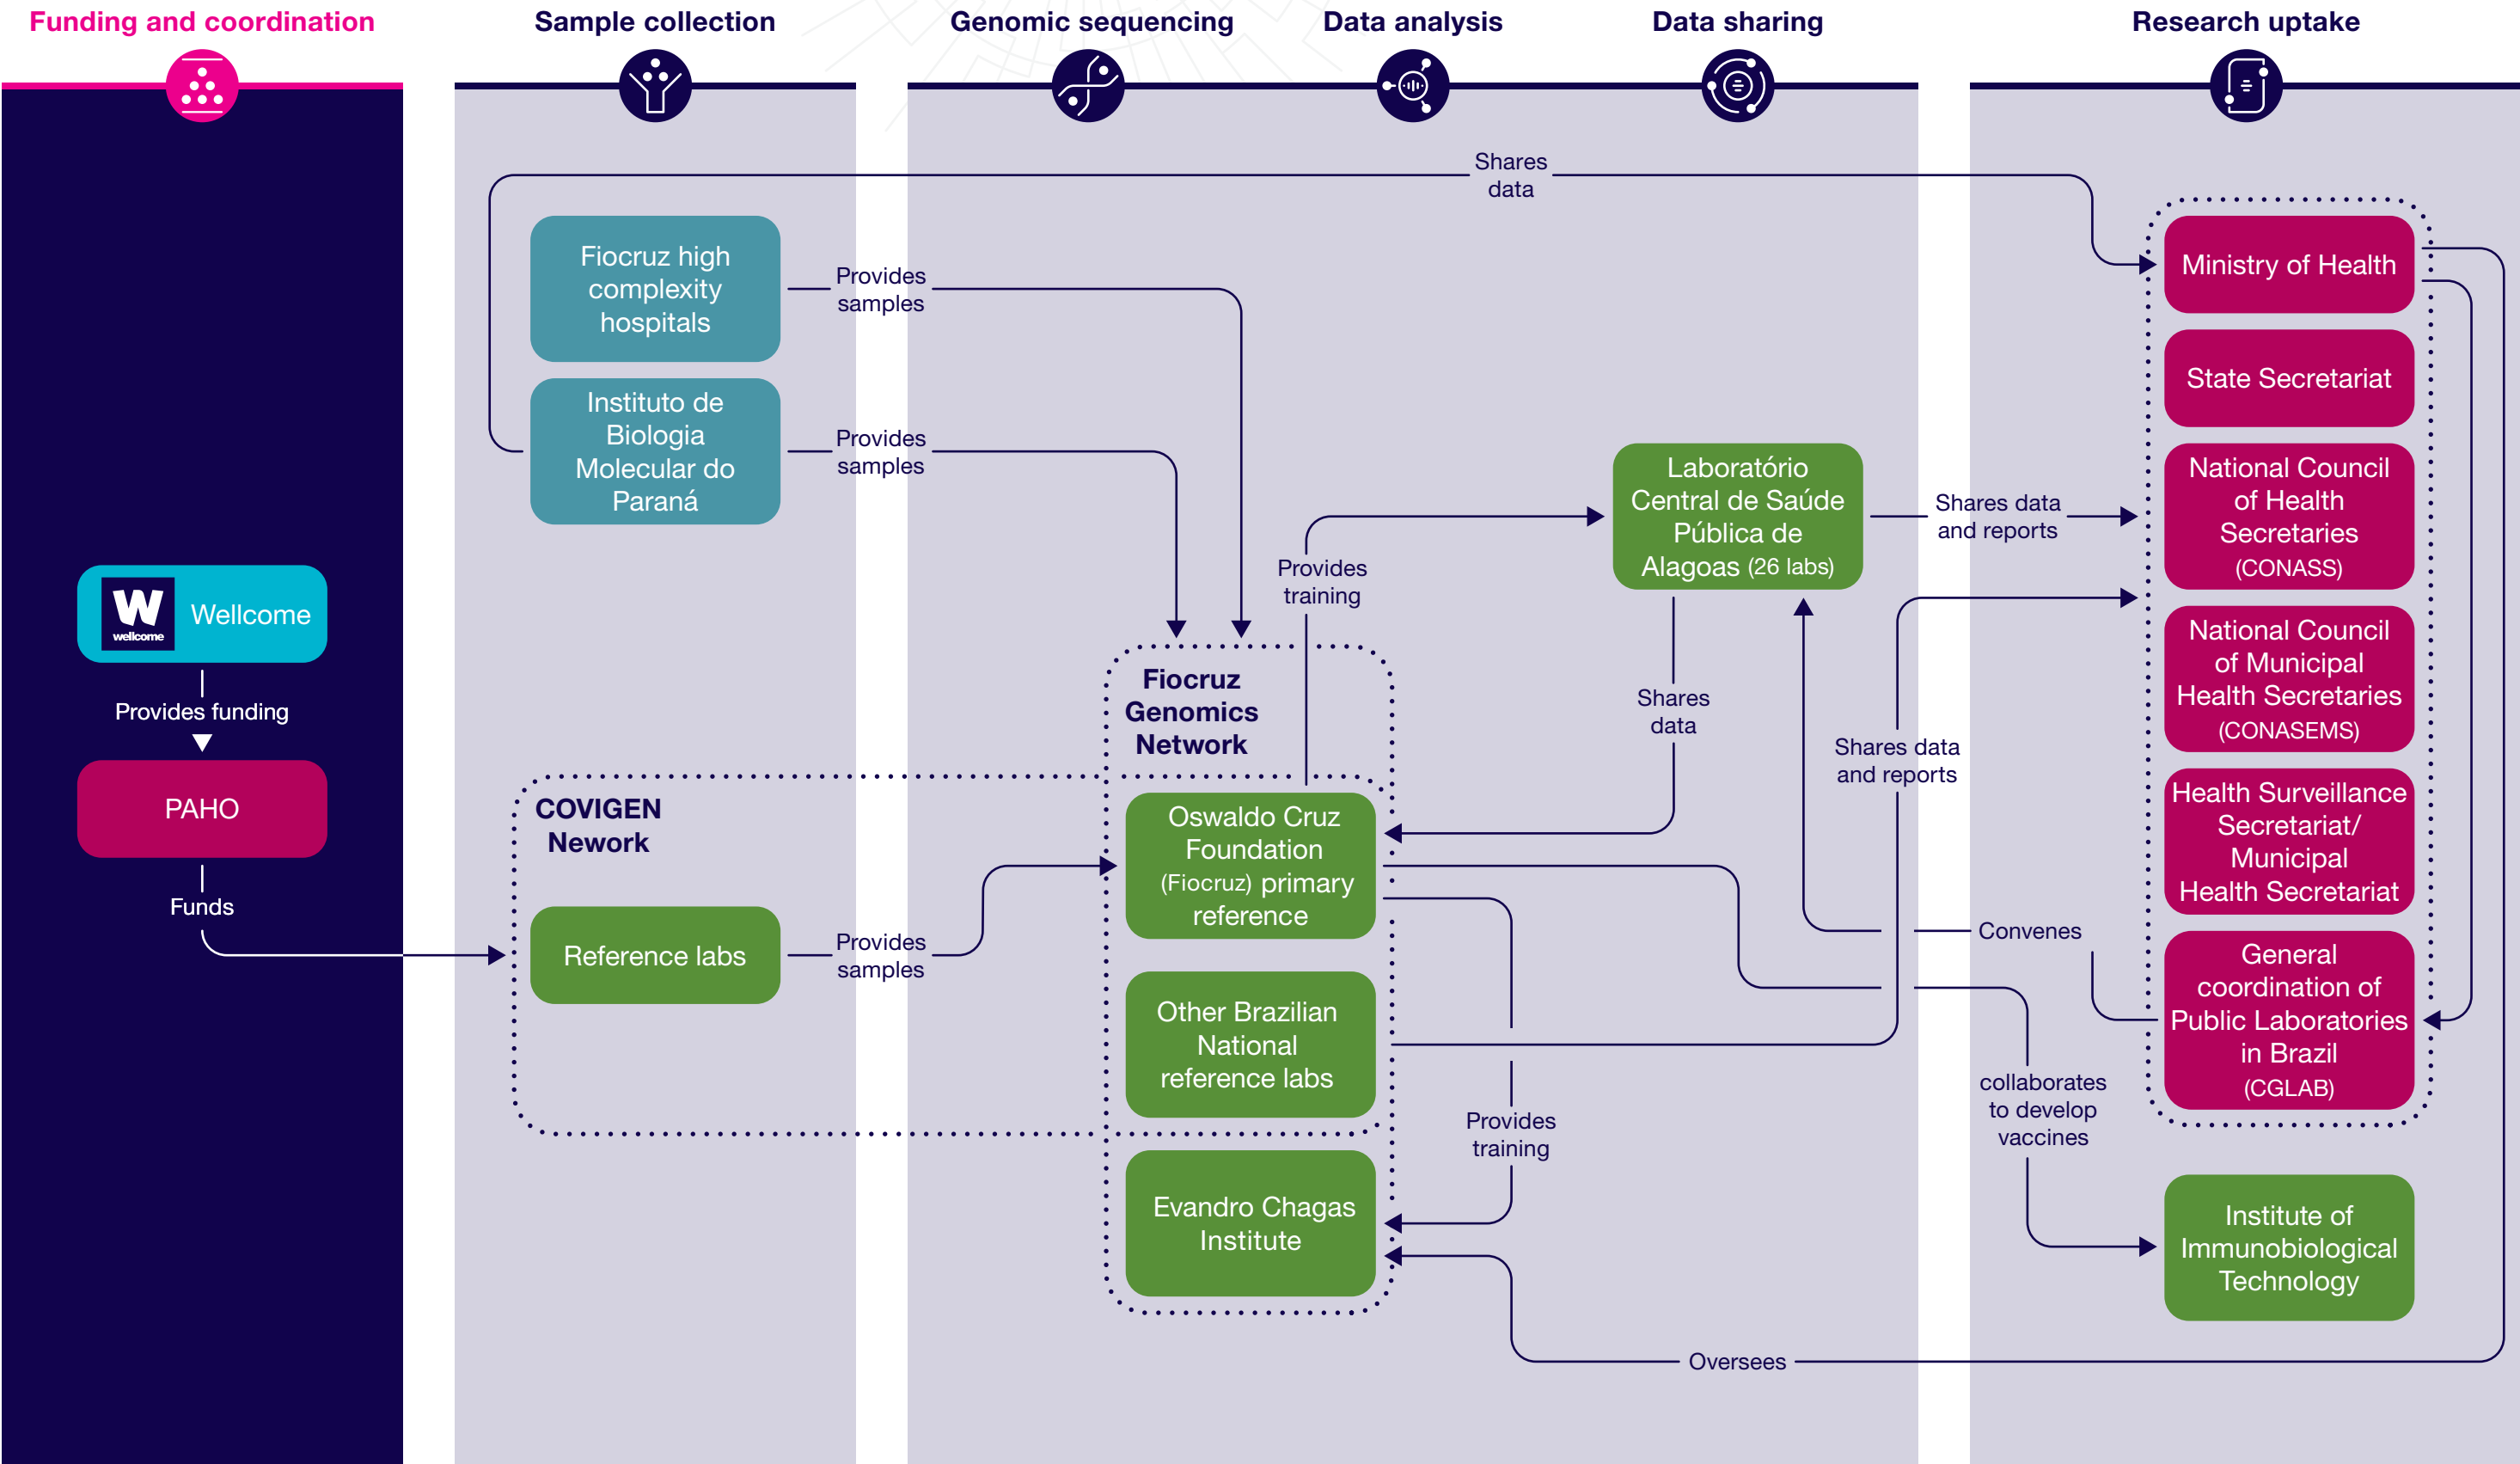 Funding and coordination
Sample collection
Genomic sequencing
Data analysis
Data sharing
Research uptake
Wellcome
wellcome
Provides funding
PAHO
Funds
Shares
data
Fiocruz high
complexity
hospitals
Provides
samples
Instituto de
Biologia
Molecular do
Paraná
Provides
samples
COVIGEN
Nework
Reference labs
Provides
samples
Fiocruz
Genomics
Network
Oswaldo Cruz
Foundation
(Fiocruz) primary
reference
Other Brazilian
National
reference labs
Evandro Chagas
Institute
Provides
training
Provides
training
Laboratório
Central de Saúde
Pública de
Alagoas (26 labs)
Shares
data
Shares data
and reports
Shares data
and reports
Convenes
collaborates
to develop
vaccines
Oversees
Ministry of Health
State Secretariat
National Council
of Health
Secretaries
(CONASS)
National Council
of Municipal
Health Secretaries
(CONASEMS)
Health Surveillance
Secretariat/
Municipal
Health Secretariat
General
coordination of
Public Laboratories
in Brazil
(CGLAB)
Institute of
Immunobiological
Technology